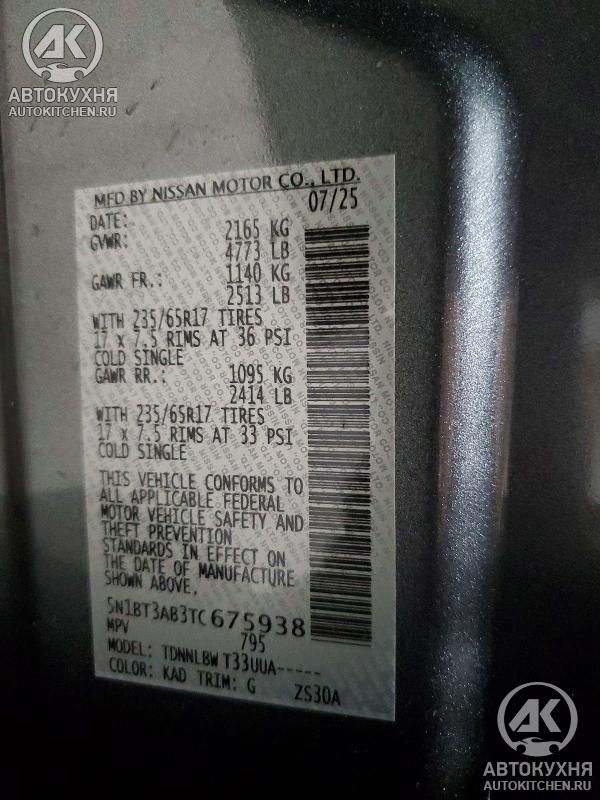 AK
АВТОКУХНЯ
AUTOKITCHEN.RU
MFD BY NISSAN MOTOR CO., LTD.
DATE: 07/25
GVWR: 2165 KG
4773 LB
GAWR FR.: 1140 KG
2513 LB
WITH 235/65R17 TIRES
17 x 7.5 RIMS AT 36 PSI
COLD SINGLE
GAWR RR.: 1095 KG
2414 LB
WITH 235/65R17 TIRES
17 x 7.5 RIMS AT 33 PSI
COLD SINGLE
THIS VEHICLE CONFORMS TO
ALL APPLICABLE FEDERAL
MOTOR VEHICLE SAFETY AND
THEFT PREVENTION
STANDARDS IN EFFECT ON
THE DATE OF MANUFACTURE
SHOWN ABOVE.
5N1BT3AB3TC675938
MPV 795
MODEL: TDNNLBW T33UUA-----
COLOR: KAD TRIM: G ZS30A
AK
АВТОКУХНЯ
AUTOKITCHEN.RU